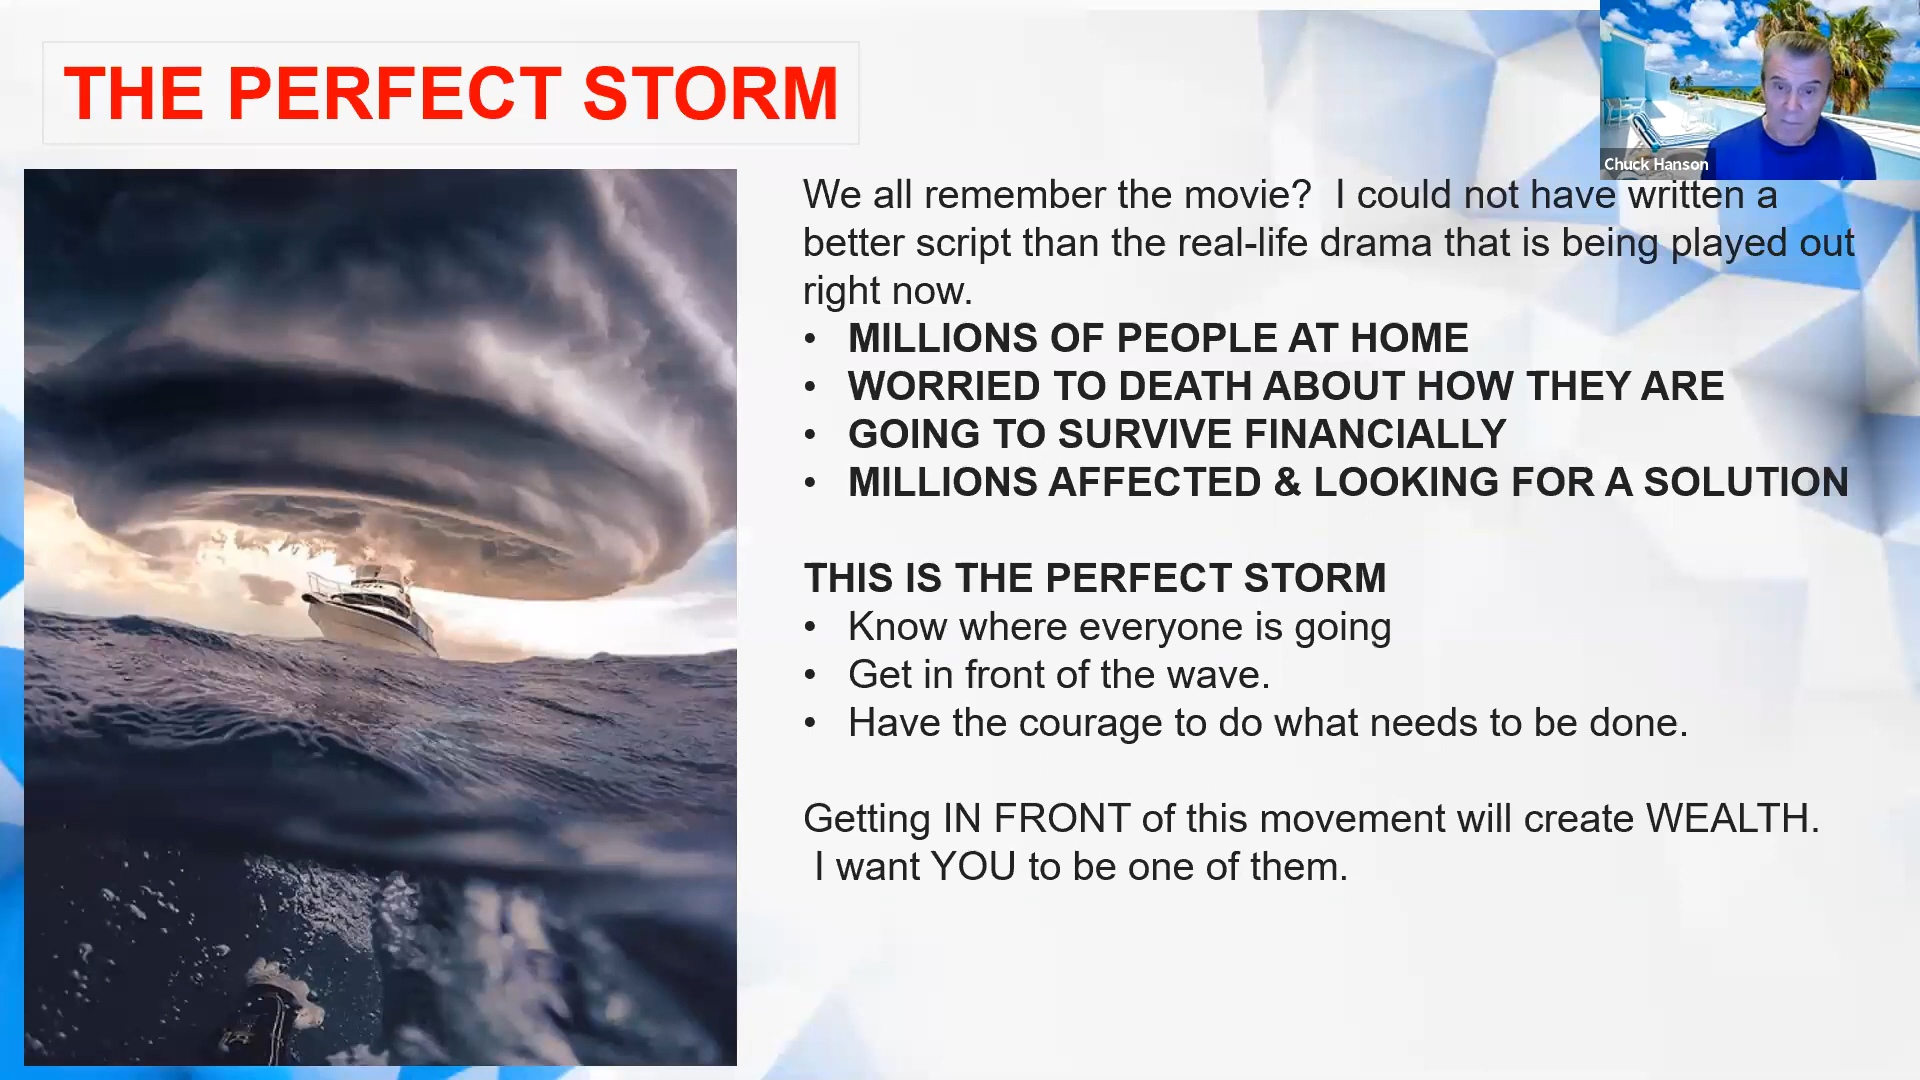 THE PERFECT STORM
Chuck Hanson
We all remember the movie?  I could not have written a
better script than the real-life drama that is being played out
right now.
• MILLIONS OF PEOPLE AT HOME
• WORRIED TO DEATH ABOUT HOW THEY ARE
• GOING TO SURVIVE FINANCIALLY
• MILLIONS AFFECTED & LOOKING FOR A SOLUTION
THIS IS THE PERFECT STORM
• Know where everyone is going
• Get in front of the wave.
• Have the courage to do what needs to be done.
Getting IN FRONT of this movement will create WEALTH.
I want YOU to be one of them.